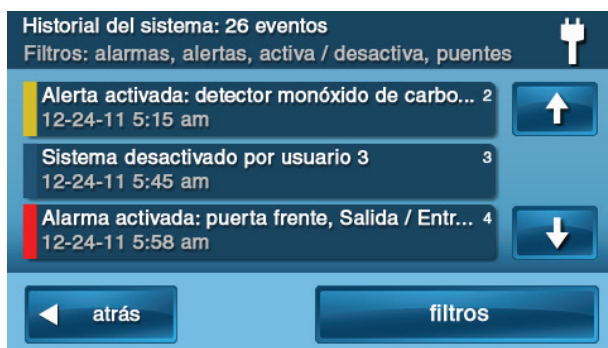 Historial del sistema: 26 eventos
Filtros: alarmas, alertas, activa / desactiva, puentes
Alerta activada: detector monóxido de carbo... 2
12-24-11 5:15 am
Sistema desactivado por usuario 3 3
12-24-11 5:45 am
Alarma activada: puerta frente, Salida / Entr... 4
12-24-11 5:58 am
atrás
filtros